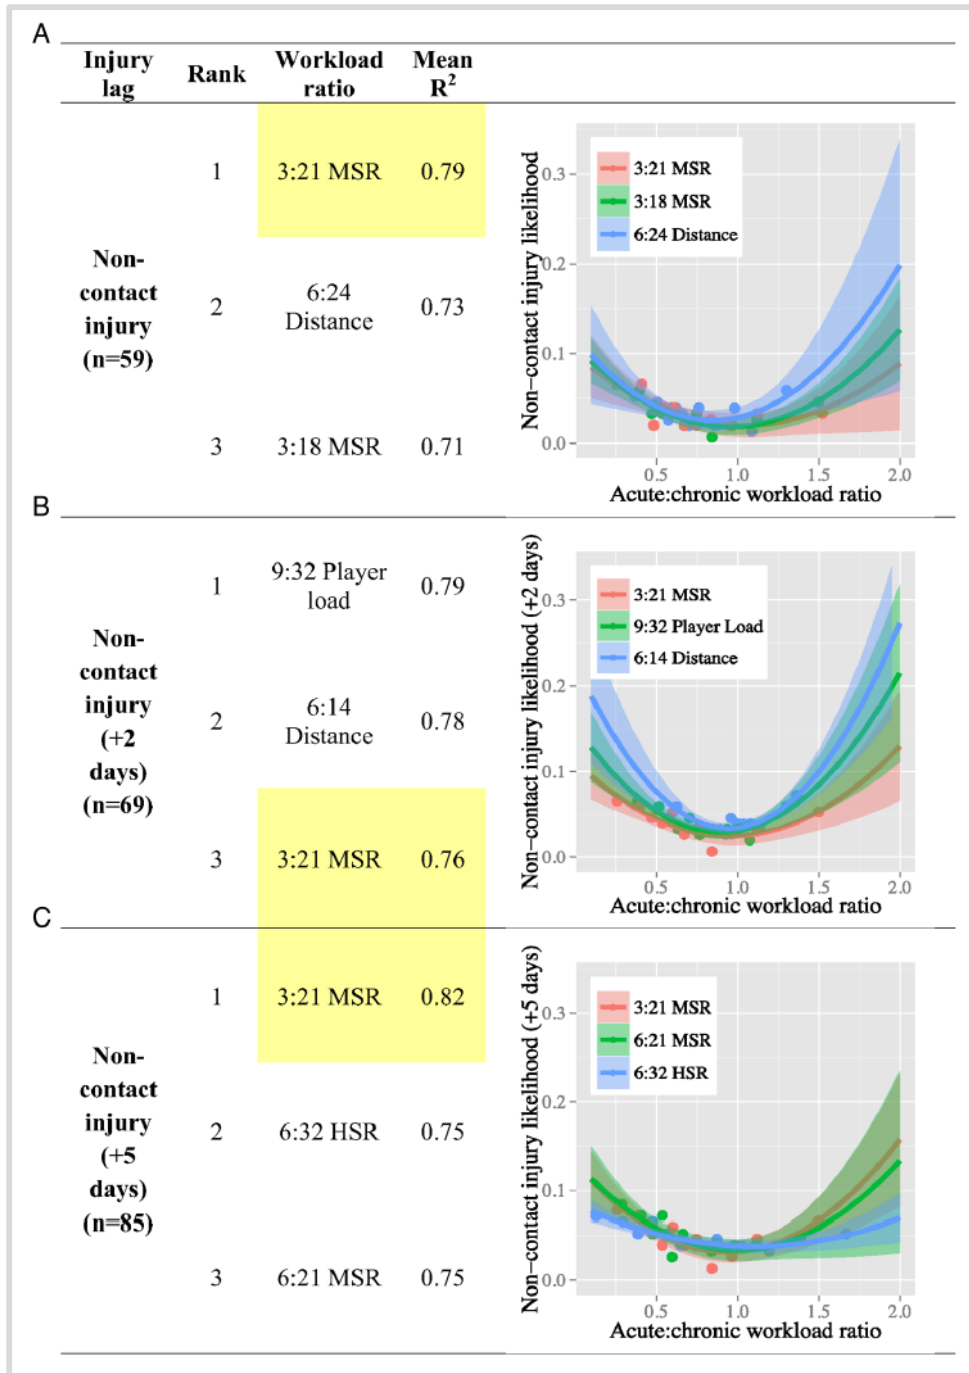 A
Injury lag
Rank
Workload ratio
Mean R²
Non-contact injury (n=59)
1
3:21 MSR
0.79
2
6:24 Distance
0.73
3
3:18 MSR
0.71
Non−contact injury likelihood
0.3
0.2
0.1
0.0
3:21 MSR
3:18 MSR
6:24 Distance
0.5
1.0
1.5
2.0
Acute:chronic workload ratio
B
Non-contact injury (+2 days) (n=69)
1
9:32 Player load
0.79
2
6:14 Distance
0.78
3
3:21 MSR
0.76
Non−contact injury likelihood (+2 days)
0.3
0.2
0.1
0.0
3:21 MSR
9:32 Player Load
6:14 Distance
0.5
1.0
1.5
2.0
Acute:chronic workload ratio
C
Non-contact injury (+5 days) (n=85)
1
3:21 MSR
0.82
2
6:32 HSR
0.75
3
6:21 MSR
0.75
Non−contact injury likelihood (+5 days)
0.3
0.2
0.1
0.0
3:21 MSR
6:21 MSR
6:32 HSR
0.5
1.0
1.5
2.0
Acute:chronic workload ratio